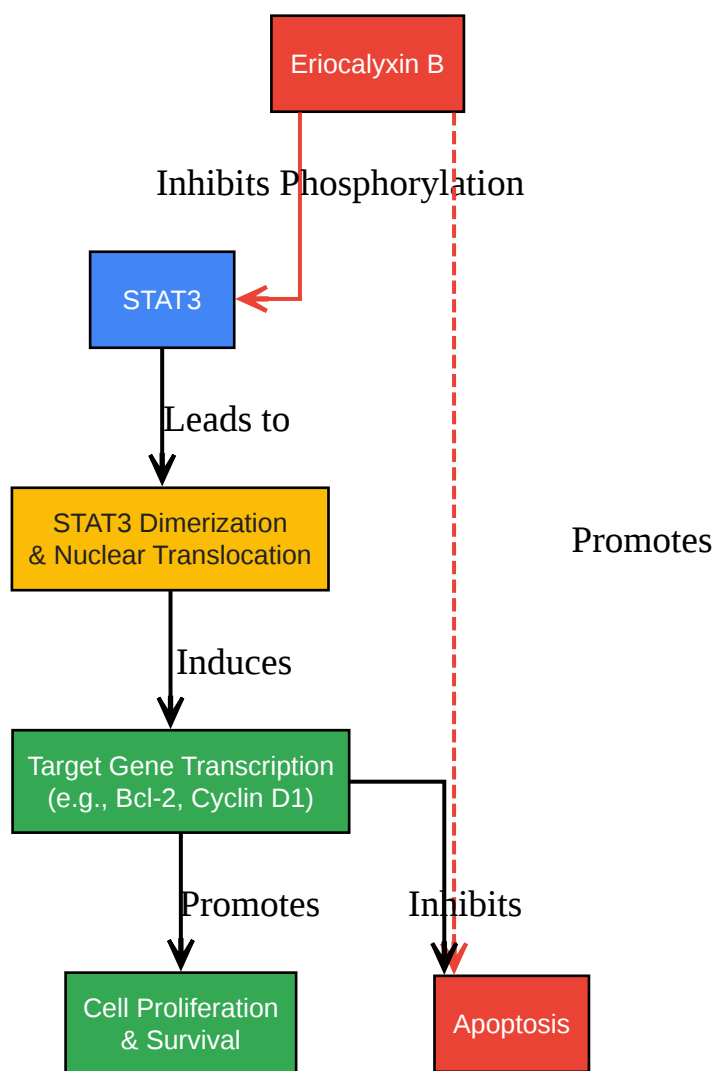 Eriocalyxin B
Inhibits Phosphorylation
STAT3
Leads to
STAT3 Dimerization
& Nuclear Translocation
Promotes
Induces
Target Gene Transcription
(e.g., Bcl-2, Cyclin D1)
Promotes
Inhibits
Cell Proliferation
& Survival
Apoptosis